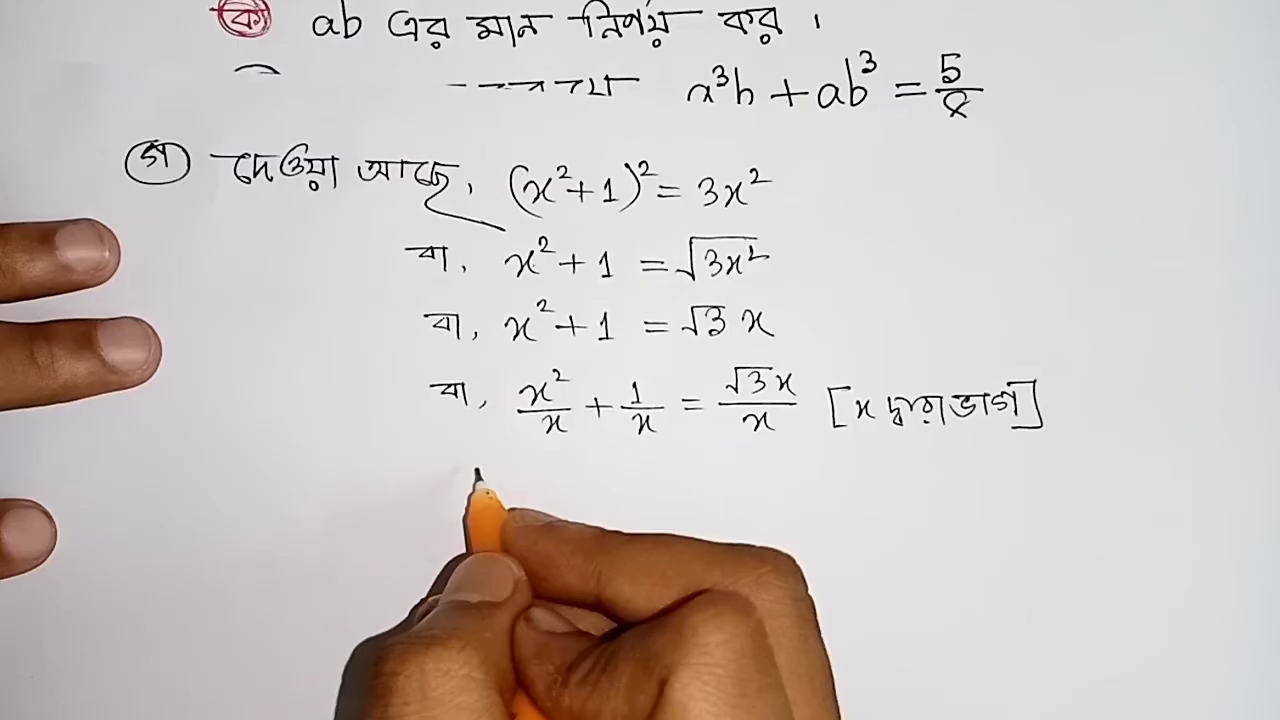 ক ab এর মান নির্ণয় কর ।
a³b + ab³ = 5/8
গ দেওয়া আছে, (x²+1)² = 3x²
বা, x²+1 = √3x²
বা, x²+1 = √3 x
বা, x²/x + 1/x = √3x/x [x দ্বারা ভাগ]